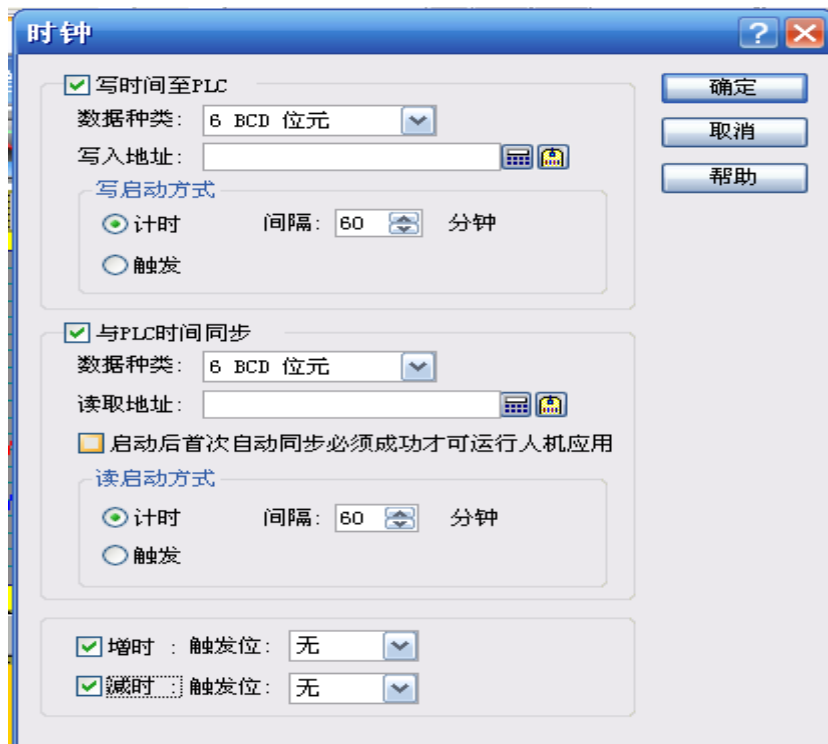 时钟
写时间至PLC
确定
数据种类: 6 BCD 位元
取消
写入地址:
帮助
写启动方式
计时 间隔: 60 分钟
触发
与PLC时间同步
数据种类: 6 BCD 位元
读取地址:
启动后首次自动同步必须成功才可运行人机应用
读启动方式
计时 间隔: 60 分钟
触发
增时 : 触发位: 无
减时 : 触发位: 无